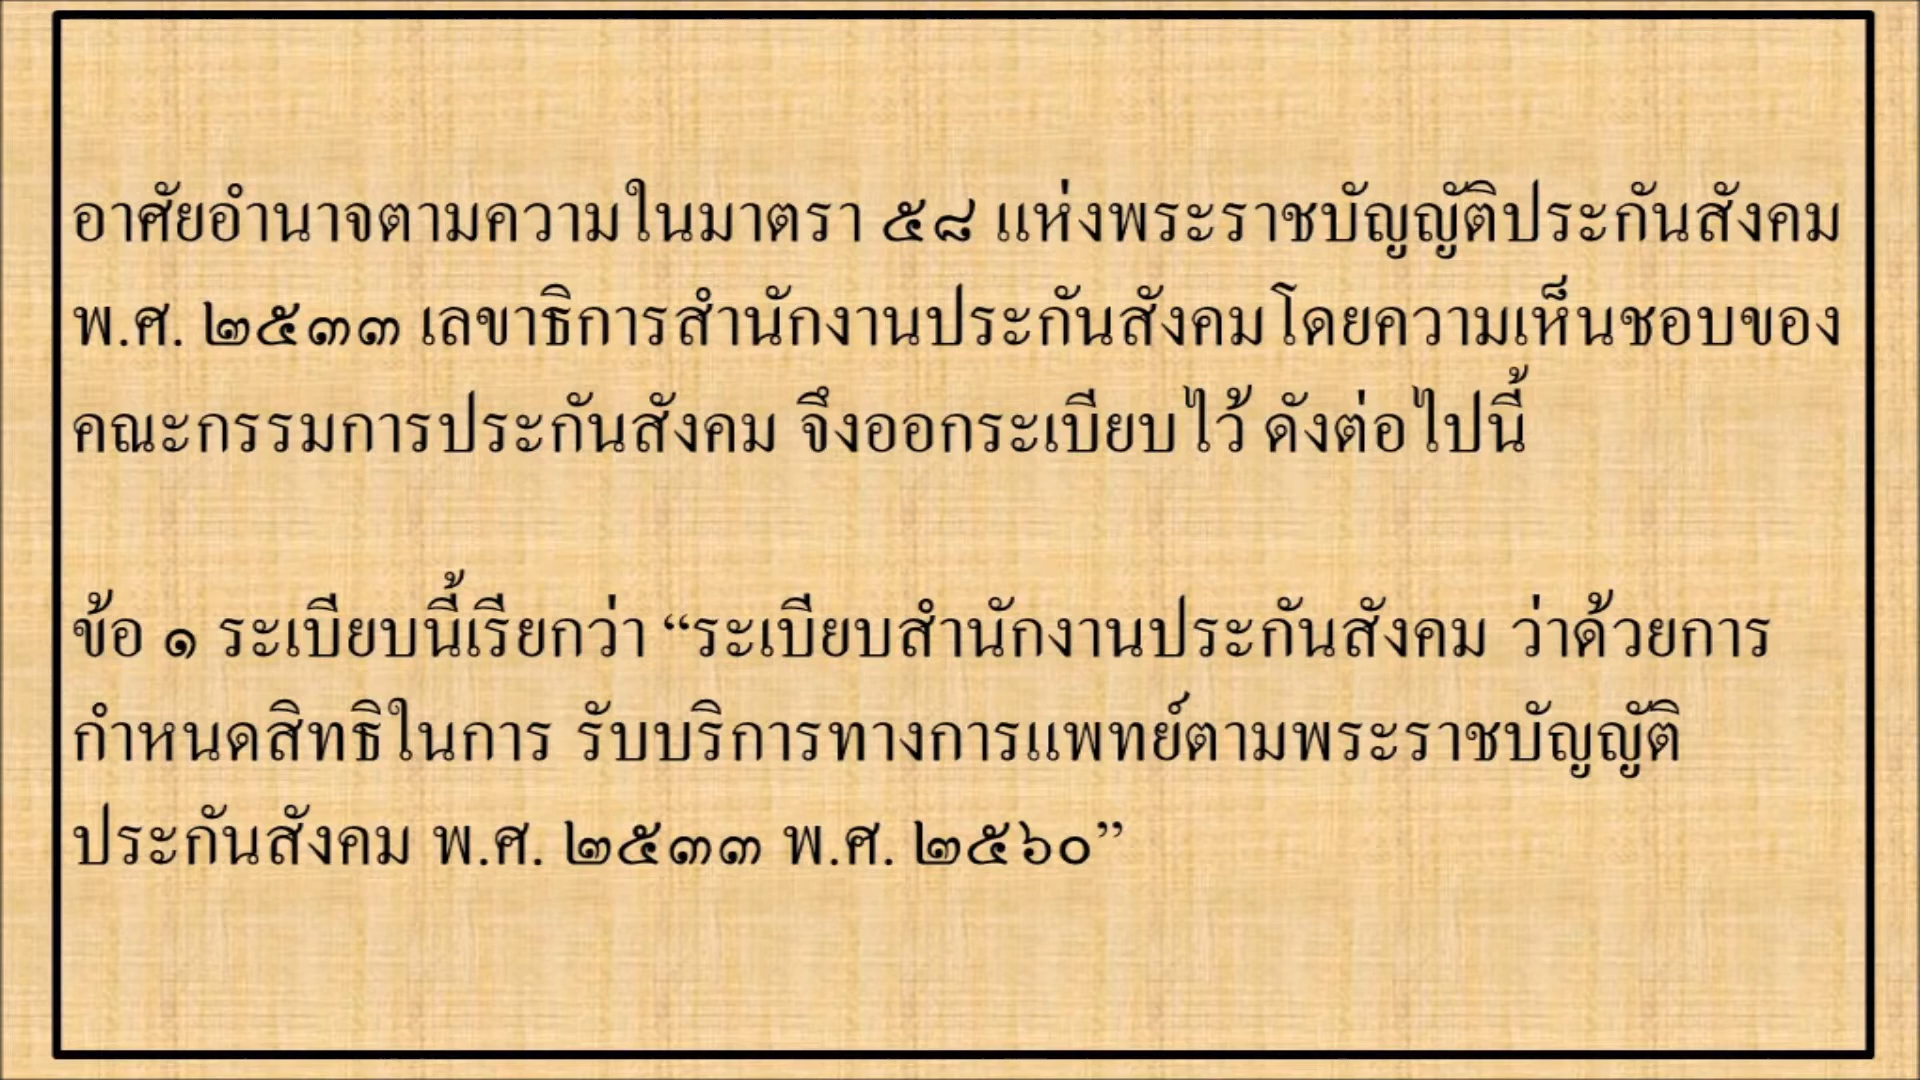 อาศัยอำนาจตามความในมาตรา ๕๘ แห่งพระราชบัญญัติประกันสังคม
พ.ศ. ๒๕๓๓ เลขาธิการสำนักงานประกันสังคมโดยความเห็นชอบของ
คณะกรรมการประกันสังคม จึงออกระเบียบไว้ ดังต่อไปนี้
ข้อ ๑ ระเบียบนี้เรียกว่า “ระเบียบสำนักงานประกันสังคม ว่าด้วยการ
กำหนดสิทธิในการ รับบริการทางการแพทย์ตามพระราชบัญญัติ
ประกันสังคม พ.ศ. ๒๕๓๓ พ.ศ. ๒๕๖๐”